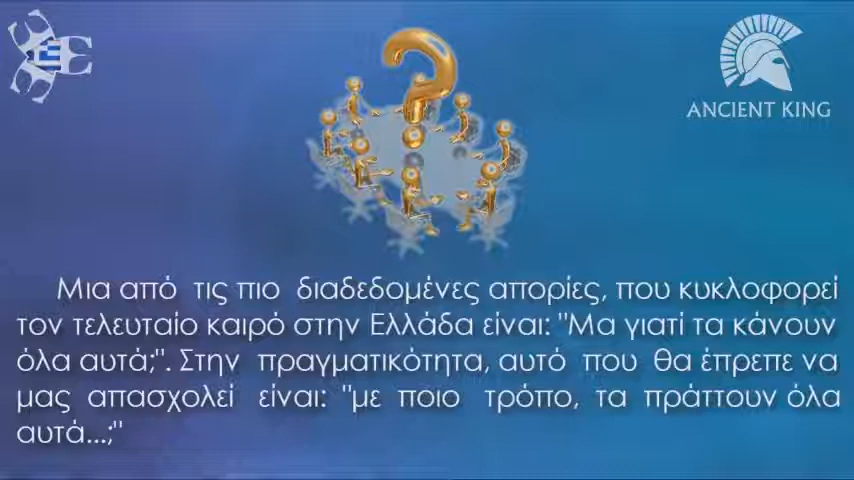 ANCIENT KING
Μια από τις πιο διαδεδομένες απορίες, που κυκλοφορεί
τον τελευταίο καιρό στην Ελλάδα είναι: "Μα γιατί τα κάνουν
όλα αυτά;". Στην πραγματικότητα, αυτό που θα έπρεπε να
μας απασχολεί είναι: "με ποιο τρόπο, τα πράττουν όλα
αυτά...;"